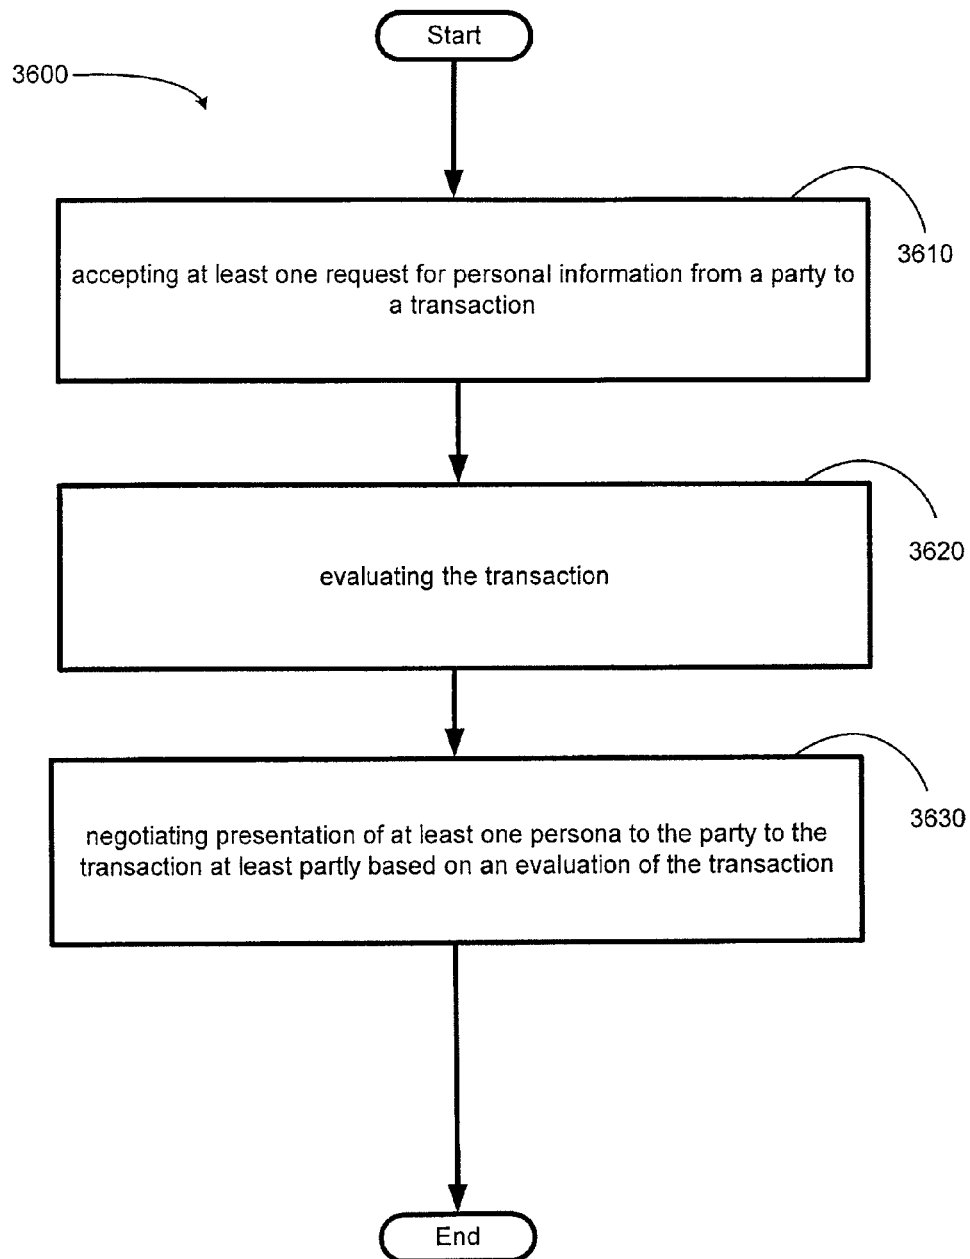 Start
3600
accepting at least one request for personal information from a party to
a transaction
3610
evaluating the transaction
3620
negotiating presentation of at least one persona to the party to the
transaction at least partly based on an evaluation of the transaction
3630
End